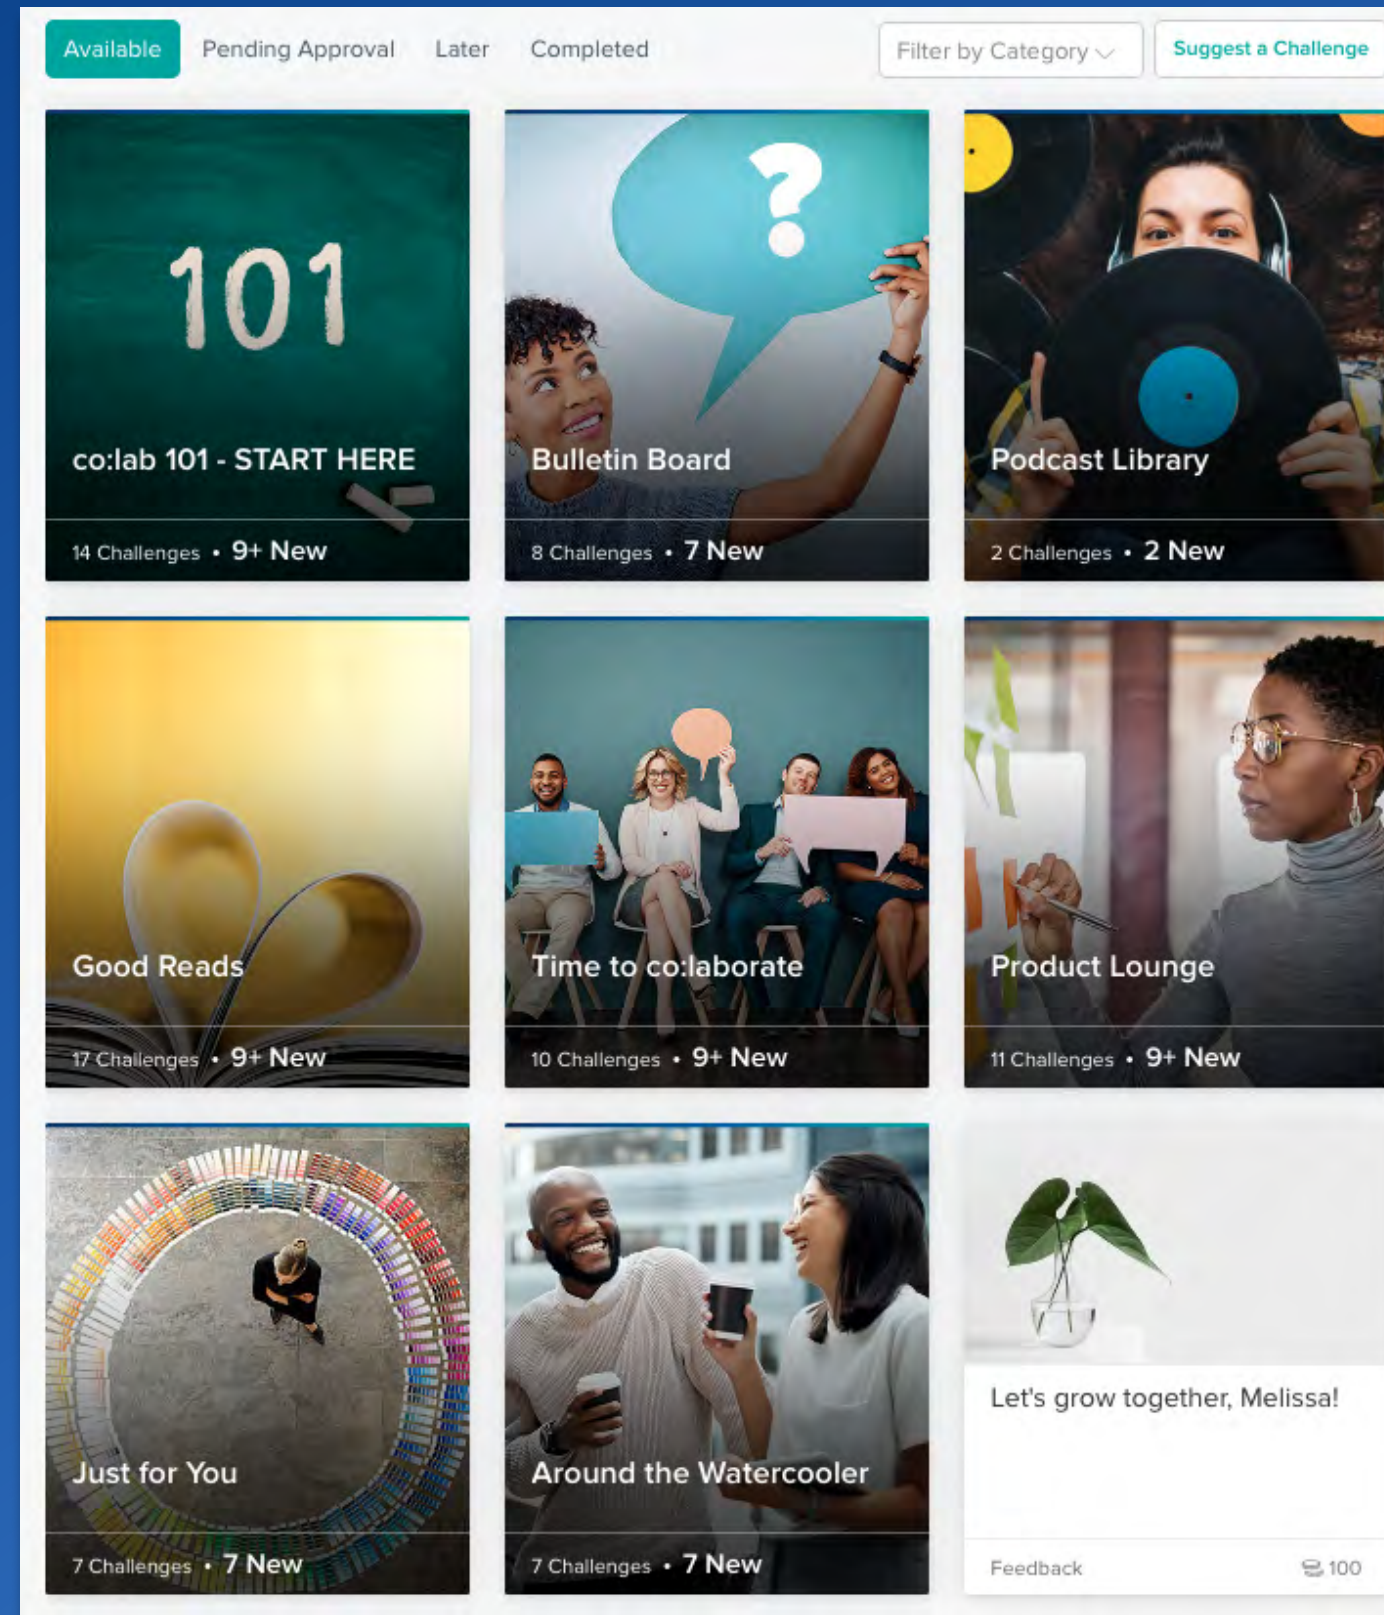 Available Pending Approval Later Completed Filter by Category Suggest a Challenge
101
co:lab 101 - START HERE
14 Challenges • 9+ New
?
Bulletin Board
8 Challenges • 7 New
Podcast Library
2 Challenges • 2 New
Good Reads
17 Challenges • 9+ New
Time to co:laborate
10 Challenges • 9+ New
Product Lounge
11 Challenges • 9+ New
Just for You
7 Challenges • 7 New
Around the Watercooler
7 Challenges • 7 New
Let's grow together, Melissa!
Feedback 100